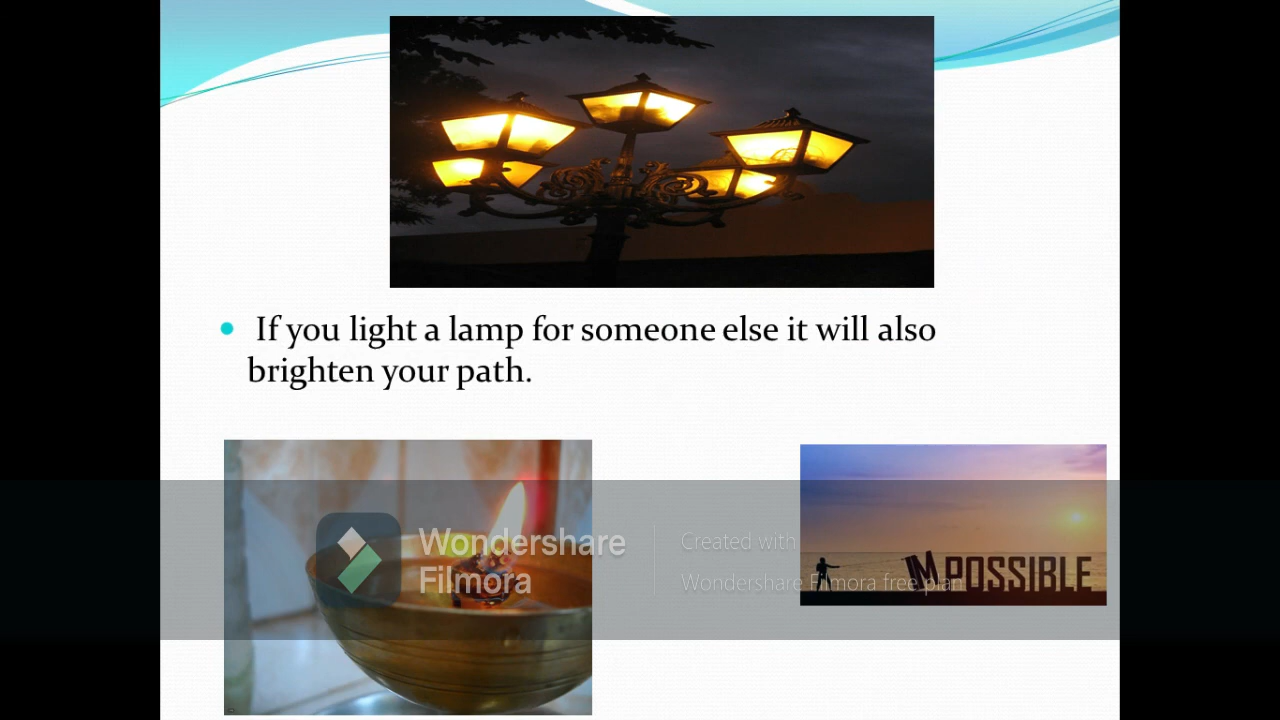 If you light a lamp for someone else it will also
brighten your path.
Wondershare
Filmora
Created with
Wondershare Filmora free plan
IMPOSSIBLE